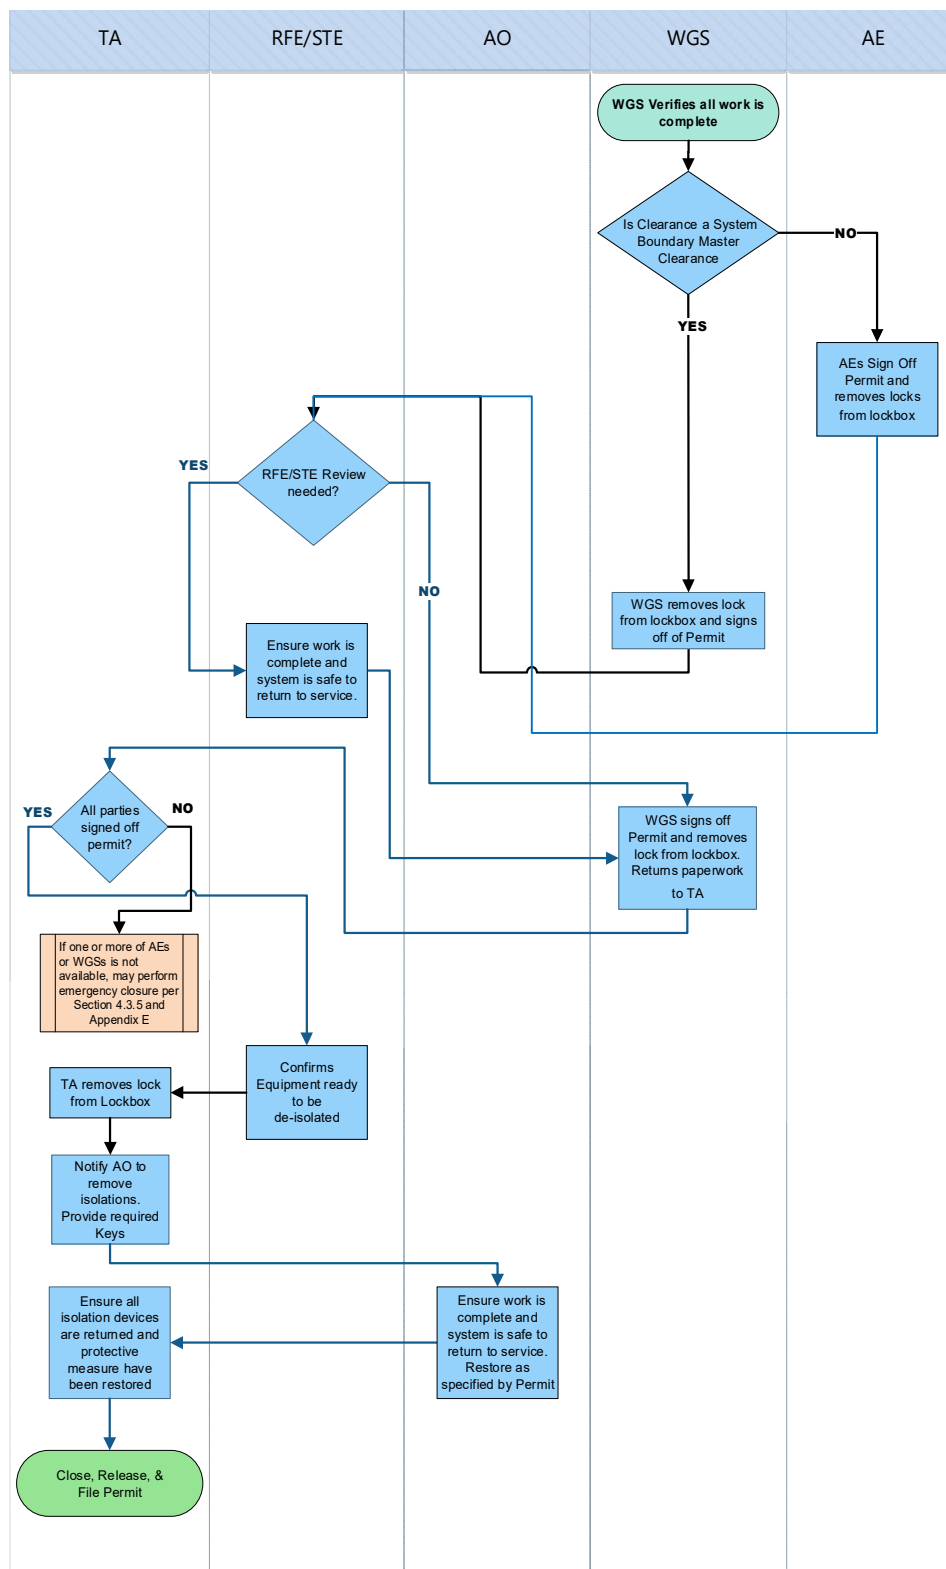 TA
RFE/STE
AO
WGS
AE
WGS Verifies all work is
complete
Is Clearance a System
Boundary Master
Clearance
NO
YES
AEs Sign Off
Permit and
removes locks
from lockbox
RFE/STE Review
needed?
YES
NO
WGS removes lock
from lockbox and signs
off of Permit
Ensure work is
complete and
system is safe to
return to service.
All parties
signed off
permit?
YES
NO
WGS signs off
Permit and removes
lock from lockbox.
Returns paperwork
to TA
If one or more of AEs
or WGSs is not
available, may perform
emergency closure per
Section 4.3.5 and
Appendix E
Confirms
Equipment ready
to be
de-isolated
TA removes lock
from Lockbox
Notify AO to
remove
isolations.
Provide required
Keys
Ensure work is
complete and
system is safe to
return to service.
Restore as
specified by Permit
Ensure all
isolation devices
are returned and
protective
measure have
been restored
Close, Release, &
File Permit